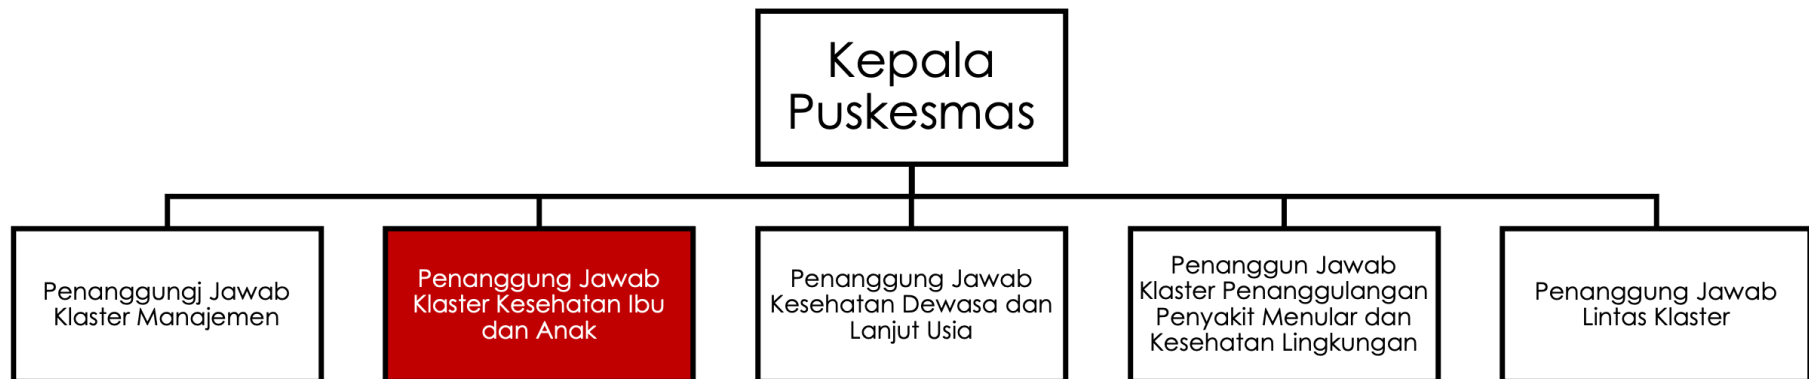 Kepala
Puskesmas
Penanggungj Jawab
Klaster Manajemen
Penanggung Jawab
Klaster Kesehatan Ibu
dan Anak
Penanggung Jawab
Kesehatan Dewasa dan
Lanjut Usia
Penanggun Jawab
Klaster Penanggulangan
Penyakit Menular dan
Kesehatan Lingkungan
Penanggung Jawab
Lintas Klaster